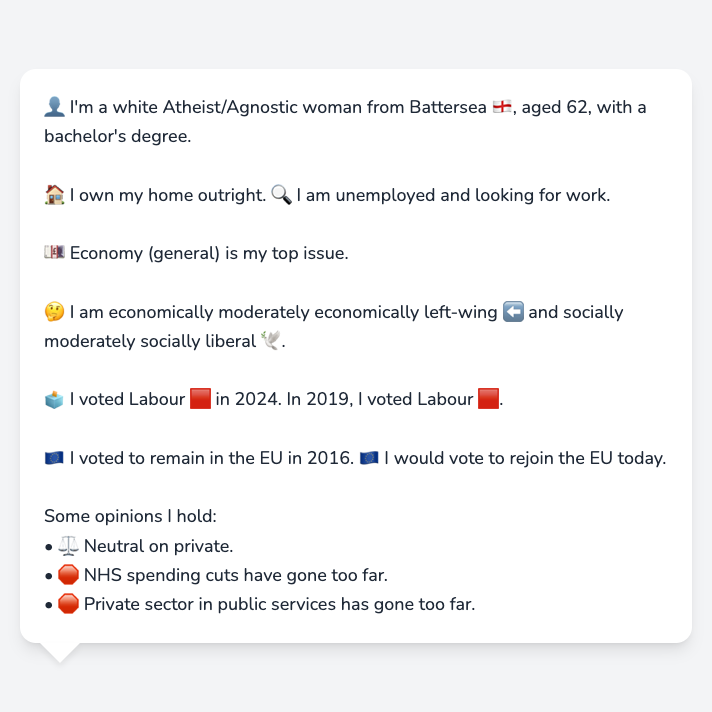 👤 I'm a white Atheist/Agnostic woman from Battersea 🏴󠁧󠁢󠁥󠁮󠁧󠁿, aged 62, with a
bachelor's degree.
🏠 I own my home outright. 🔍 I am unemployed and looking for work.
💷 Economy (general) is my top issue.
🤔 I am economically moderately economically left-wing ⬅️ and socially
moderately socially liberal 🕊️.
🗳️ I voted Labour 🟥 in 2024. In 2019, I voted Labour 🟥.
🇪🇺 I voted to remain in the EU in 2016. 🇪🇺 I would vote to rejoin the EU today.
Some opinions I hold:
• ⚖️ Neutral on private.
• 🛑 NHS spending cuts have gone too far.
• 🛑 Private sector in public services has gone too far.